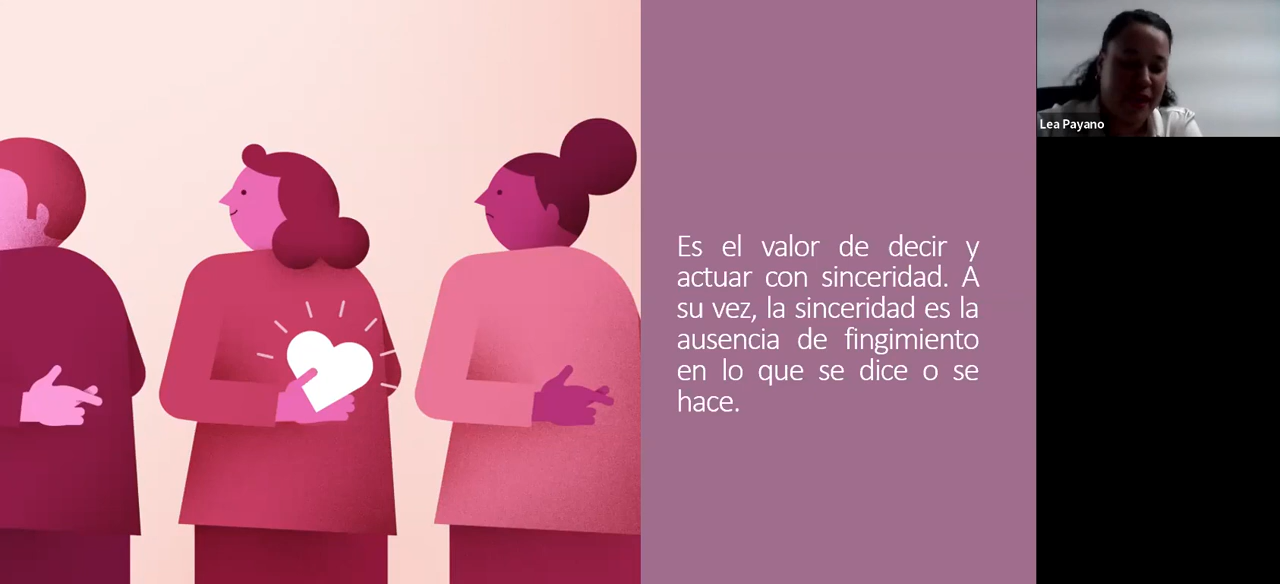 Es el valor de decir y
actuar con sinceridad. A
su vez, la sinceridad es la
ausencia de fingimiento
en lo que se dice o se
hace.
Lea Payano